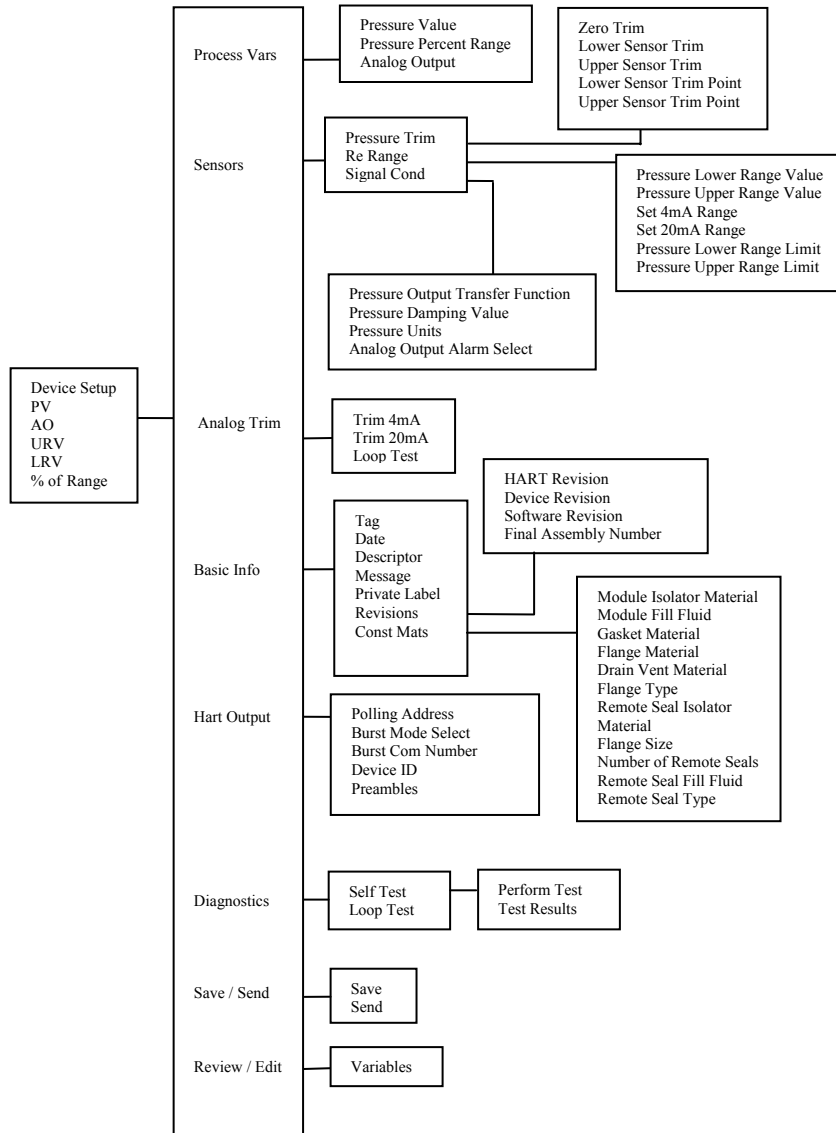 Device Setup
PV
AO
URV
LRV
% of Range
Process Vars
Pressure Value
Pressure Percent Range
Analog Output
Sensors
Pressure Trim
Re Range
Signal Cond
Zero Trim
Lower Sensor Trim
Upper Sensor Trim
Lower Sensor Trim Point
Upper Sensor Trim Point
Pressure Lower Range Value
Pressure Upper Range Value
Set 4mA Range
Set 20mA Range
Pressure Lower Range Limit
Pressure Upper Range Limit
Pressure Output Transfer Function
Pressure Damping Value
Pressure Units
Analog Output Alarm Select
Analog Trim
Trim 4mA
Trim 20mA
Loop Test
Basic Info
Tag
Date
Descriptor
Message
Private Label
Revisions
Const Mats
HART Revision
Device Revision
Software Revision
Final Assembly Number
Module Isolator Material
Module Fill Fluid
Gasket Material
Flange Material
Drain Vent Material
Flange Type
Remote Seal Isolator
Material
Flange Size
Number of Remote Seals
Remote Seal Fill Fluid
Remote Seal Type
Hart Output
Polling Address
Burst Mode Select
Burst Com Number
Device ID
Preambles
Diagnostics
Self Test
Loop Test
Perform Test
Test Results
Save / Send
Save
Send
Review / Edit
Variables